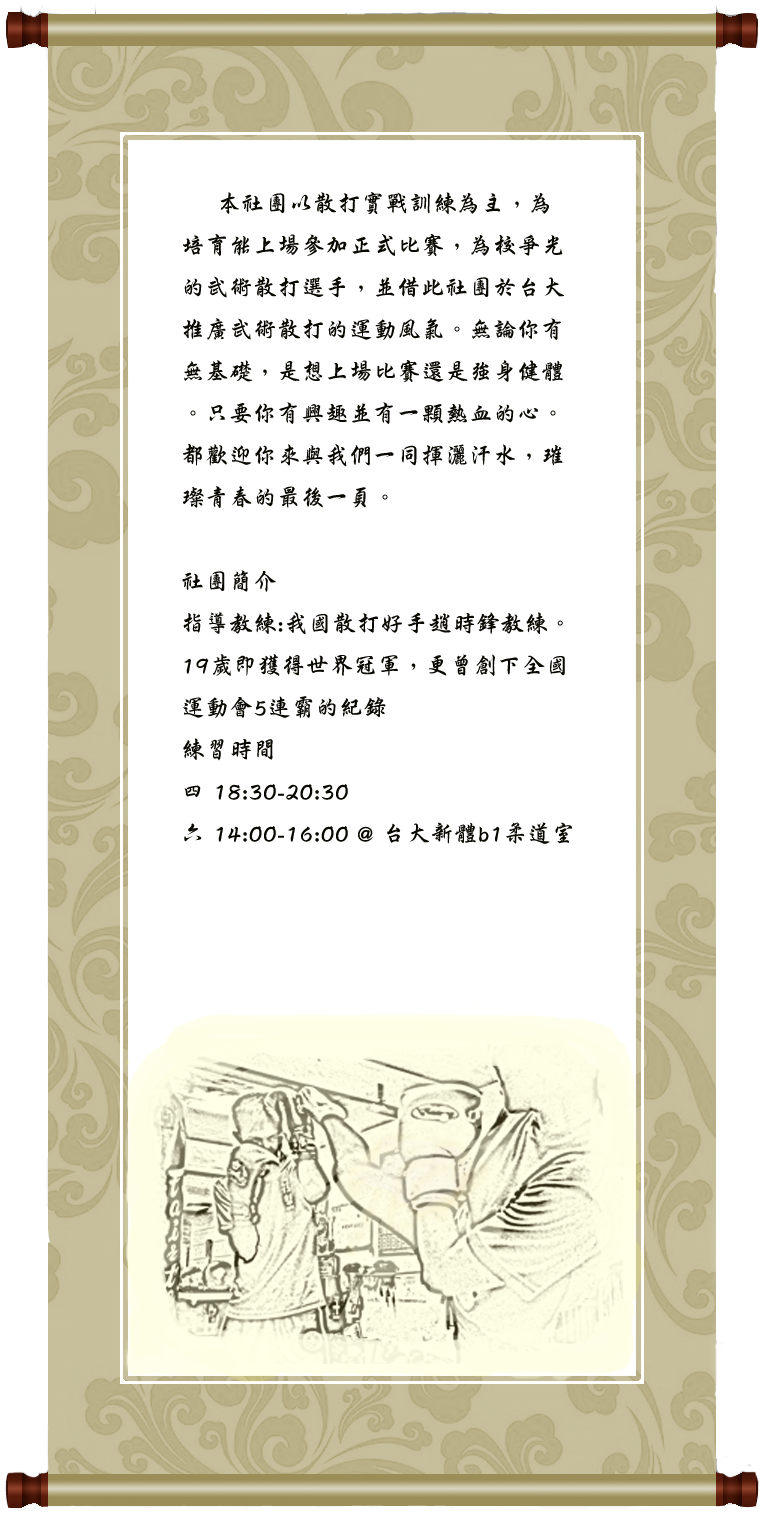 本社團以散打實戰訓練為主，為
培育能上場參加正式比賽，為校爭光
的武術散打選手，並借此社團於台大
推廣武術散打的運動風氣。無論你有
無基礎，是想上場比賽還是強身健體
。只要你有興趣並有一顆熱血的心。
都歡迎你來與我們一同揮灑汗水，璀
璨青春的最後一頁。
社團簡介
指導教練:我國散打好手趙時鋒教練。
19歲即獲得世界冠軍，更曾創下全國
運動會5連霸的紀錄
練習時間
四 18:30-20:30
六 14:00-16:00 @ 台大新體b1柔道室